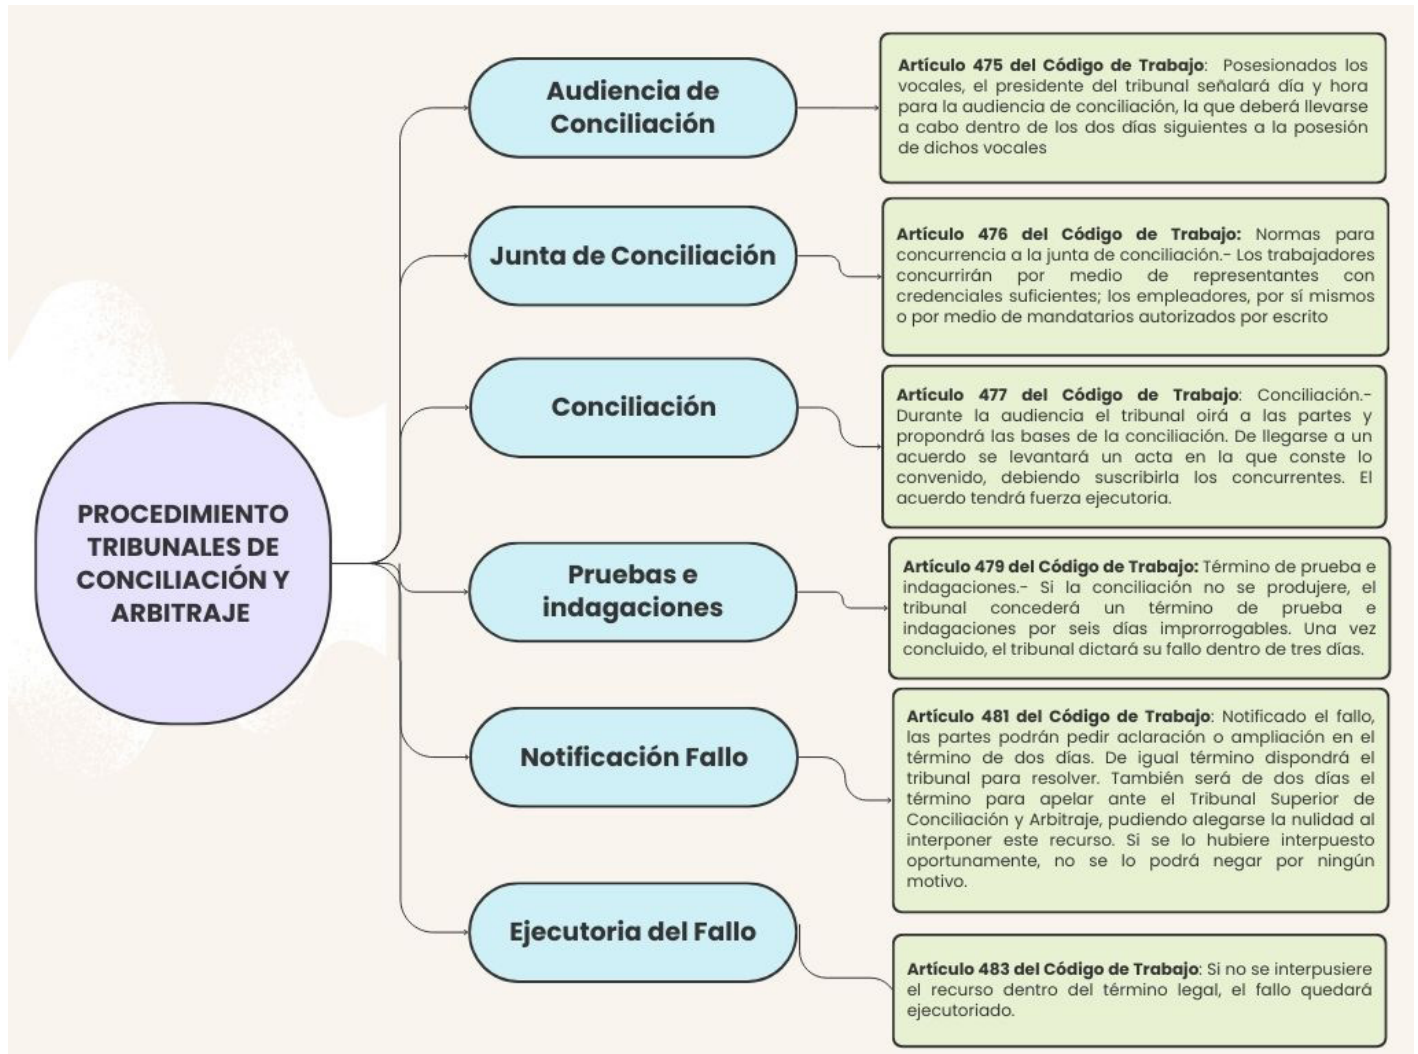 PROCEDIMIENTO
TRIBUNALES DE
CONCILIACIÓN Y
ARBITRAJE
Audiencia de
Conciliación
Artículo 475 del Código de Trabajo: Posesionados los
vocales, el presidente del tribunal señalará día y hora
para la audiencia de conciliación, la que deberá llevarse
a cabo dentro de los dos días siguientes a la posesión
de dichos vocales
Junta de Conciliación
Artículo 476 del Código de Trabajo: Normas para
concurrencia a la junta de conciliación.- Los trabajadores
concurrirán por medio de representantes con
credenciales suficientes; los empleadores, por sí mismos
o por medio de mandatarios autorizados por escrito
Conciliación
Artículo 477 del Código de Trabajo: Conciliación.-
Durante la audiencia el tribunal oirá a las partes y
propondrá las bases de la conciliación. De llegarse a un
acuerdo se levantará un acta en la que conste lo
convenido, debiendo suscribirla los concurrentes. El
acuerdo tendrá fuerza ejecutoria.
Pruebas e
indagaciones
Artículo 479 del Código de Trabajo: Término de prueba e
indagaciones.- Si la conciliación no se produjere, el
tribunal concederá un término de prueba e
indagaciones por seis días improrrogables. Una vez
concluido, el tribunal dictará su fallo dentro de tres días.
Notificación Fallo
Artículo 481 del Código de Trabajo: Notificado el fallo,
las partes podrán pedir aclaración o ampliación en el
término de dos días. De igual término dispondrá el
tribunal para resolver. También será de dos días el
término para apelar ante el Tribunal Superior de
Conciliación y Arbitraje, pudiendo alegarse la nulidad al
interponer este recurso. Si se lo hubiere interpuesto
oportunamente, no se lo podrá negar por ningún
motivo.
Ejecutoria del Fallo
Artículo 483 del Código de Trabajo: Si no se interpusiere
el recurso dentro del término legal, el fallo quedará
ejecutoriado.